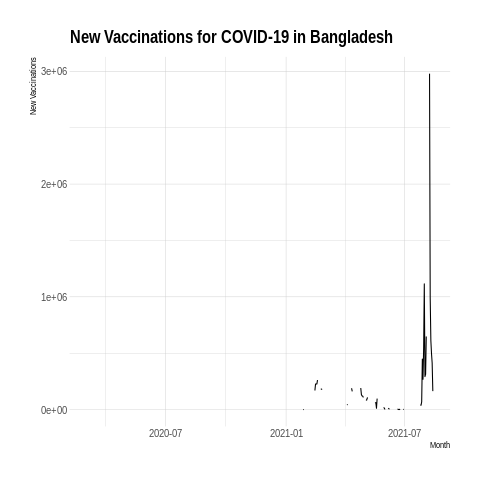 New Vaccinations for COVID-19 in Bangladesh
New Vaccinations
3e+06
2e+06
1e+06
0e+00
2020-07
2021-01
2021-07
Month